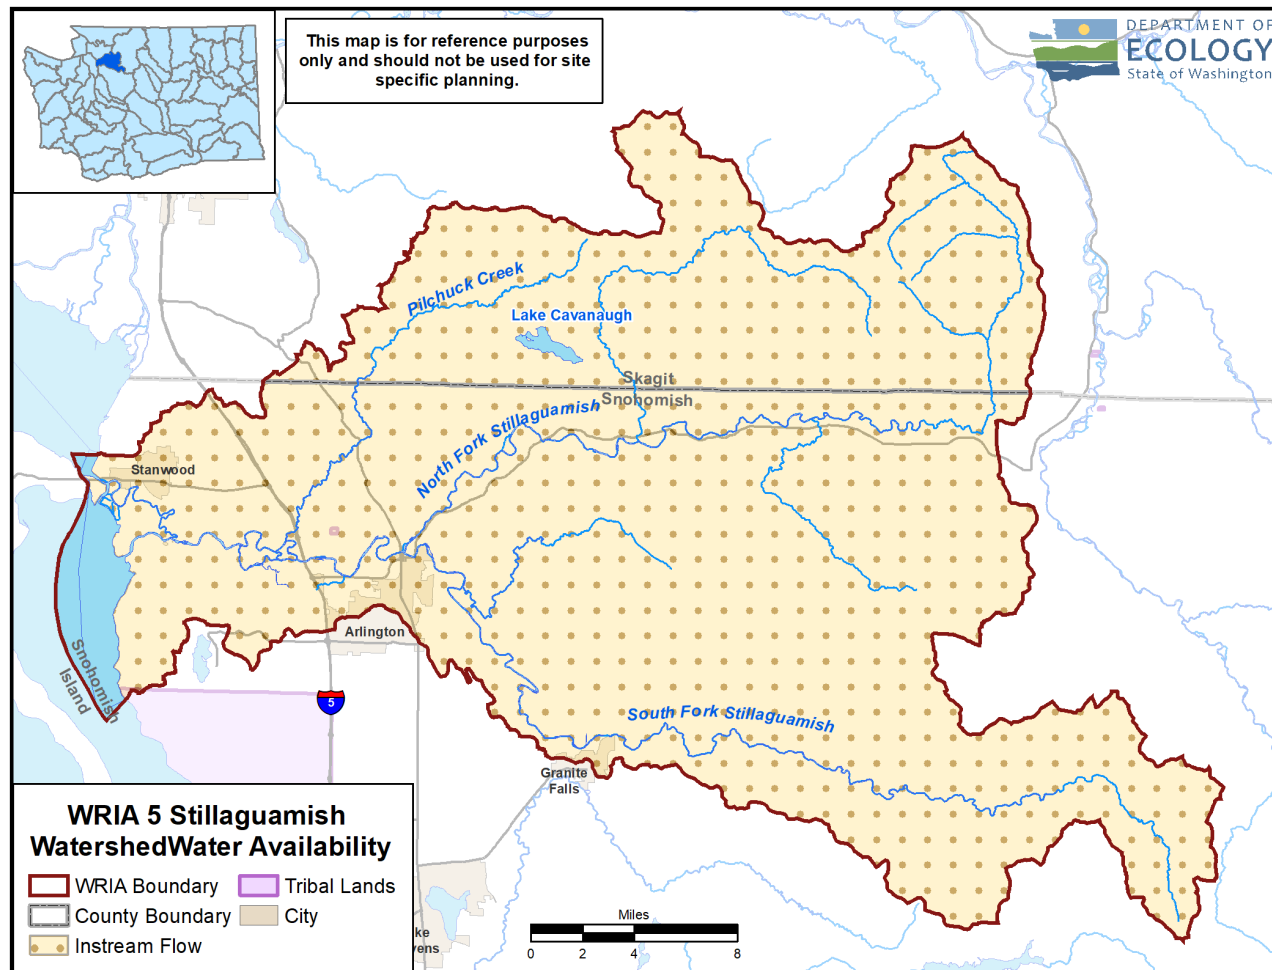 This map is for reference purposes
only and should not be used for site
specific planning.
DEPARTMENT OF
ECOLOGY
State of Washington
Pilchuck Creek
Lake Cavanaugh
Skagit
Snohomish
North Fork Stillaguamish
Stanwood
Arlington
Snohomish
Island
5
South Fork Stillaguamish
Granite
Falls
WRIA 5 Stillaguamish
WatershedWater Availability
WRIA Boundary
Tribal Lands
County Boundary
City
Instream Flow
Miles
0 2 4 8
ke
vens